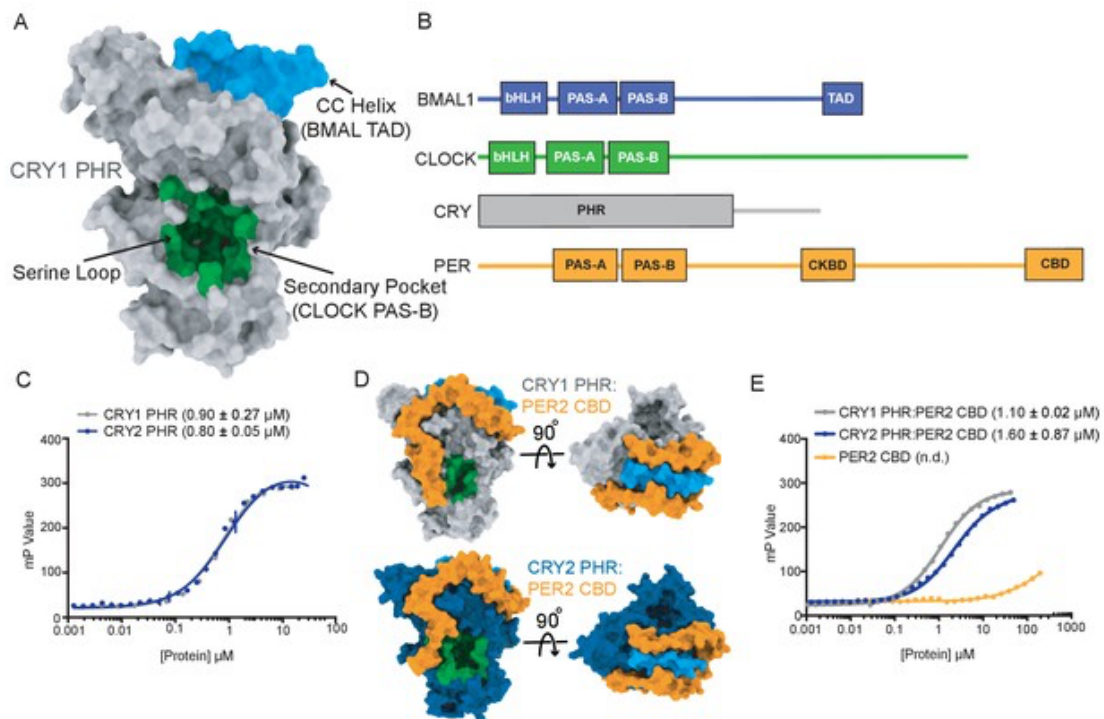 A
CC Helix
(BMAL TAD)
CRY1 PHR
Serine Loop
Secondary Pocket
(CLOCK PAS-B)
B
BMAL1
bHLH
PAS-A
PAS-B
TAD
CLOCK
bHLH
PAS-A
PAS-B
CRY
PHR
PER
PAS-A
PAS-B
CKBD
CBD
C
CRY1 PHR (0.90 ± 0.27 µM)
CRY2 PHR (0.80 ± 0.05 µM)
400
300
200
100
0
mP Value
0.001
0.1
1
10
100
[Protein] µM
D
CRY1 PHR:
PER2 CBD
90°
CRY2 PHR:
PER2 CBD
90°
E
CRY1 PHR:PER2 CBD (1.10 ± 0.02 µM)
CRY2 PHR:PER2 CBD (1.60 ± 0.87 µM)
PER2 CBD (n.d.)
400
300
200
100
0
mP Value
0.001
0.01
0.1
1
10
100
1000
[Protein] µM